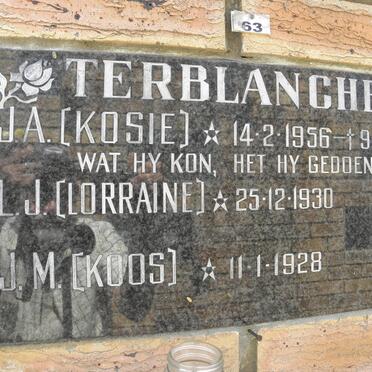 63
TERBLANCHE
J.A. [KOSIE] ☆ 14·2·1956 - † 9
WAT HY KON, HET HY GEDOEN
L.J. [LORRAINE] ☆ 25·12·1930
J.M. [KOOS] ☆ 11·1·1928